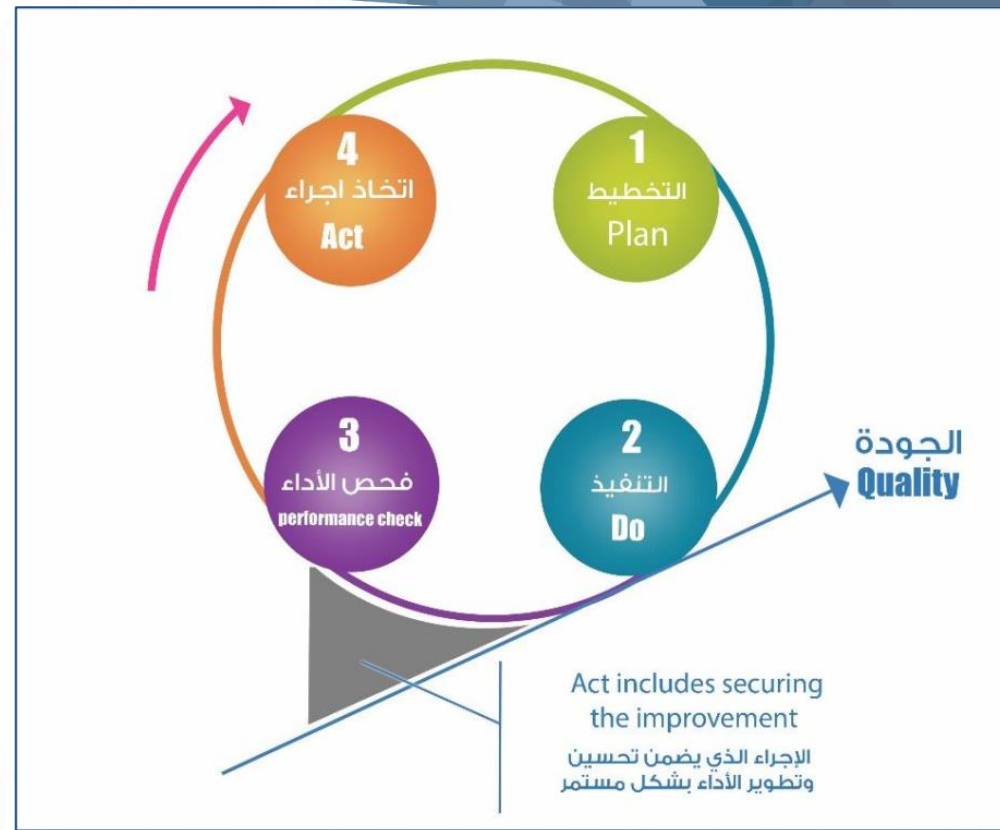 1
التخطيط
Plan
2
التنفيذ
Do
3
فحص الأداء
performance check
4
اتخاذ اجراء
Act
الجودة
Quality
Act includes securing
the improvement
الإجراء الذي يضمن تحسين
وتطوير الأداء بشكل مستمر